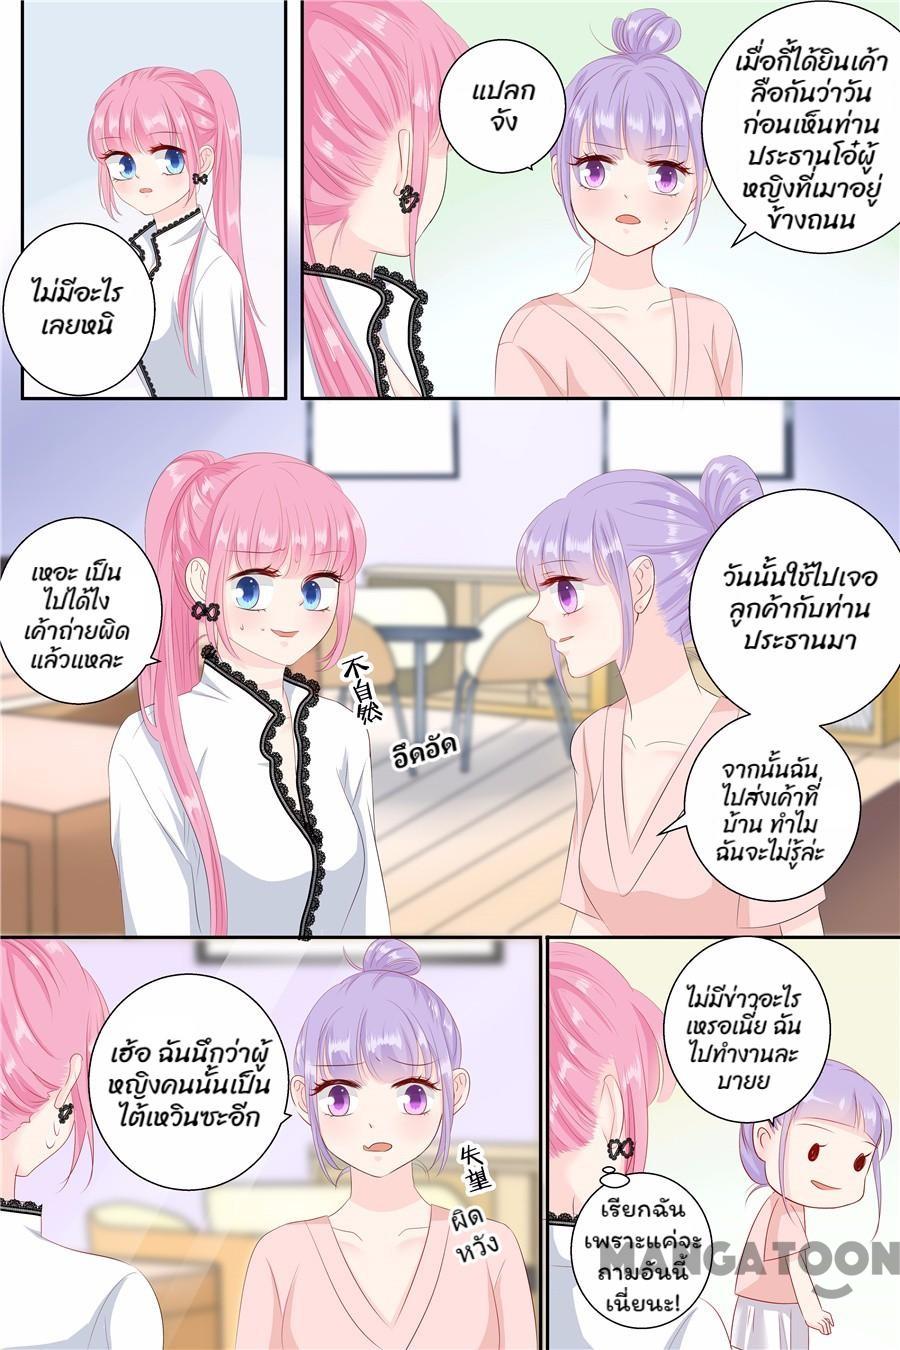 ไม่มีอะไร
เลยหนิ
แปลก
จัง
เมื่อกี้ได้ยินเค้า
ลือกันว่าวัน
ก่อนเห็นท่าน
ประธานโอ๋ผู้
หญิงที่เมาอยู่
ข้างถนน
เหอะ เป็น
ไปได้ไง
เค้าถ่ายผิด
แล้วแหละ
不自然
อึดอัด
วันนั้นใช้ไปเจอ
ลูกค้ากับท่าน
ประธานมา
จากนั้นฉัน
ไปส่งเค้าที่
บ้าน ทำไม
ฉันจะไม่รู้ล่ะ
เฮ้อ ฉันนึกว่าผู้
หญิงคนนั้นเป็น
ไต้เหวินซะอีก
失望
ผิด
หวัง
ไม่มีข่าวอะไร
เหรอเนี่ย ฉัน
ไปทำงานละ
บายย
เรียกฉัน
เพราะแค่จะ
ถามอันนี้
เนี่ยนะ!
MANGATOON